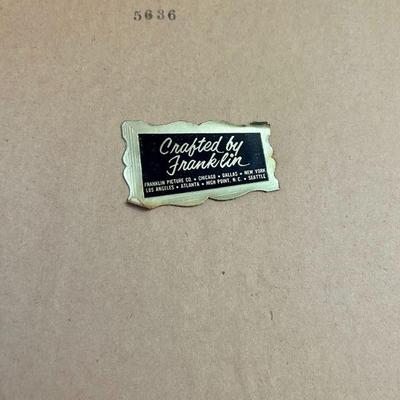 5636
Crafted by
Franklin
FRANKLIN PICTURE CO. • CHICAGO • DALLAS • NEW YORK
LOS ANGELES • ATLANTA • HIGH POINT, N.C. • SEATTLE